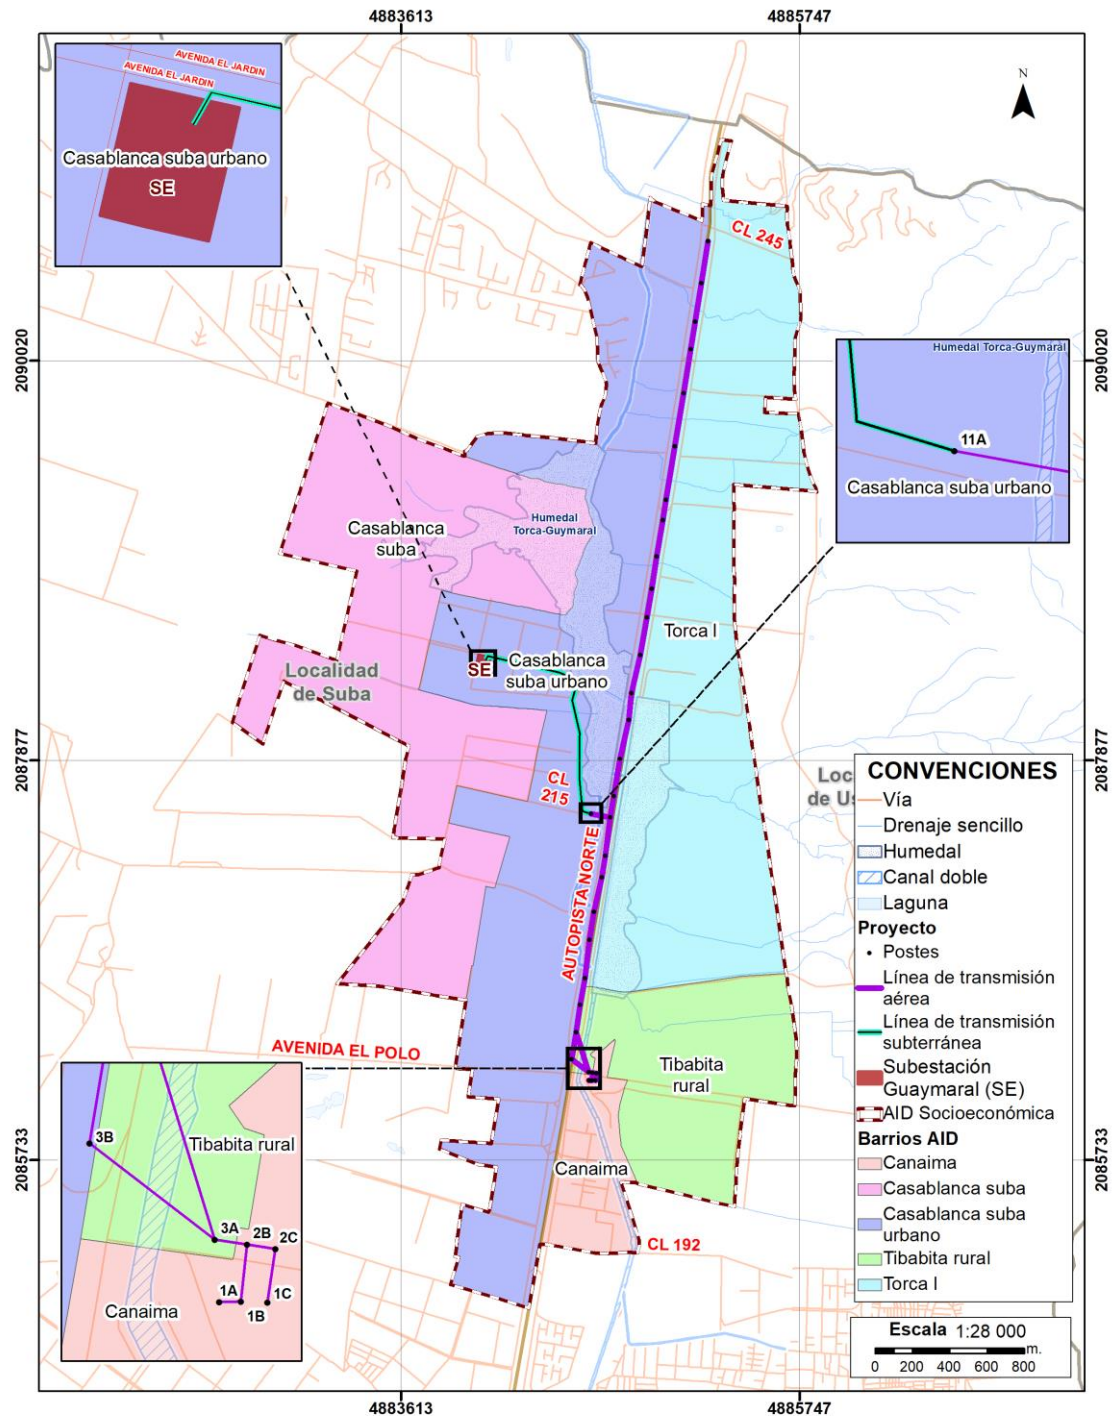 4883613
4885747
AVENIDA EL JARDIN
AVENIDA EL JARDIN
Casablanca suba urbano
SE
N
CL 245
2090020
2090020
Humedal Torca-Guymaral
11A
Casablanca suba urbano
Casablanca
suba
Humedal
Torca-Guymaral
Torca I
Localidad
de Suba
SE
Casablanca
suba urbano
2087877
2087877
CL
215
Loc
de Us
AUTOPISTA NORTE
AVENIDA EL POLO
Tibabita
rural
3B
Tibabita rural
3A
2B
2C
1A
1B
1C
Canaima
Canaima
CL 192
2085733
2085733
CONVENCIONES
Vía
Drenaje sencillo
Humedal
Canal doble
Laguna
Proyecto
Postes
Línea de transmisión
aérea
Línea de transmisión
subterránea
Subestación
Guaymaral (SE)
AID Socioeconómica
Barrios AID
Canaima
Casablanca suba
Casablanca suba
urbano
Tibabita rural
Torca I
Escala 1:28 000
m.
0 200 400 600 800
4883613
4885747